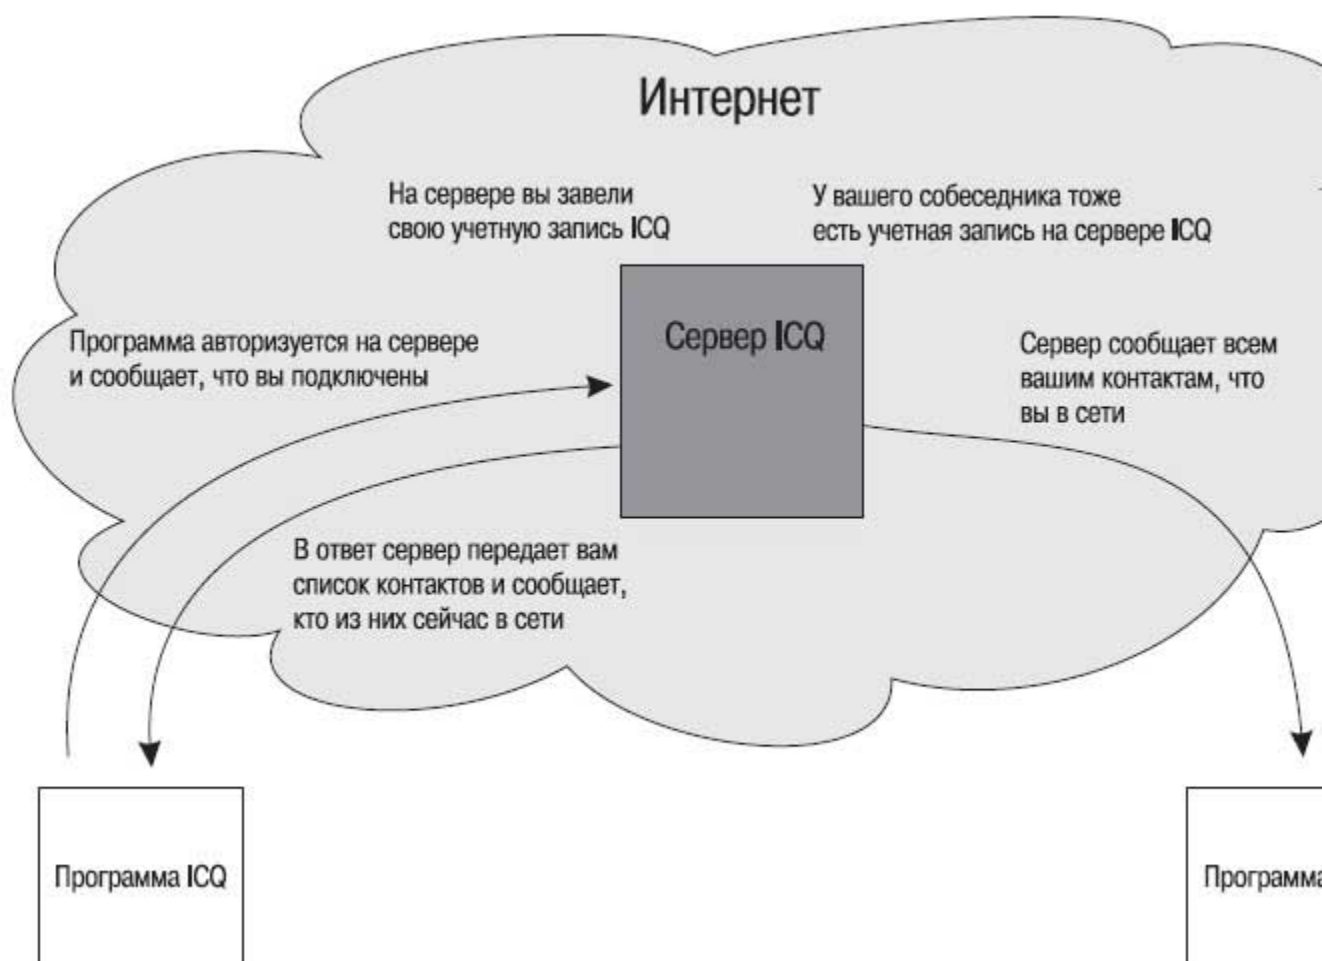 Интернет
На сервере вы завели
свою учетную запись ICQ
У вашего собеседника тоже
есть учетная запись на сервере ICQ
Сервер ICQ
Программа авторизуется на сервере
и сообщает, что вы подключены
Сервер сообщает всем
вашим контактам, что
вы в сети
В ответ сервер передает вам
список контактов и сообщает,
кто из них сейчас в сети
Программа ICQ
Программа